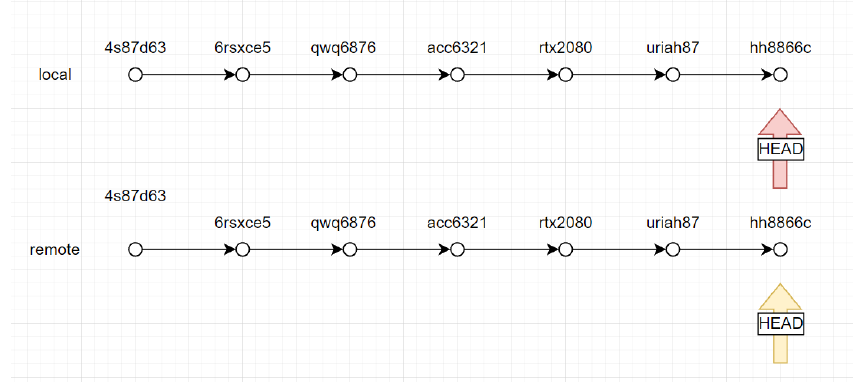 4s87d63 6rsxce5 qwq6876 acc6321 rtx2080 uriah87 hh8866c
local
HEAD
4s87d63
6rsxce5 qwq6876 acc6321 rtx2080 uriah87 hh8866c
remote
HEAD